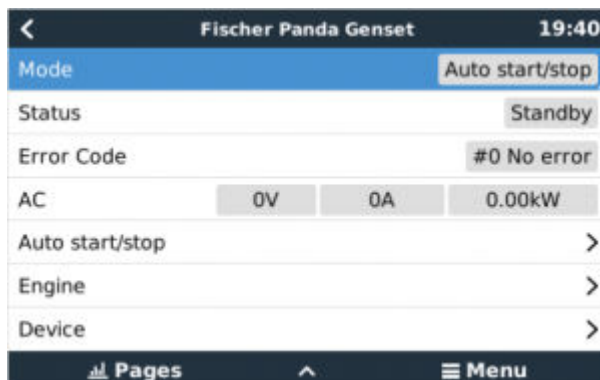 Fischer Panda Genset 19:40
Mode Auto start/stop
Status Standby
Error Code #0 No error
AC 0V 0A 0.00kW
Auto start/stop
Engine
Device
Pages Menu